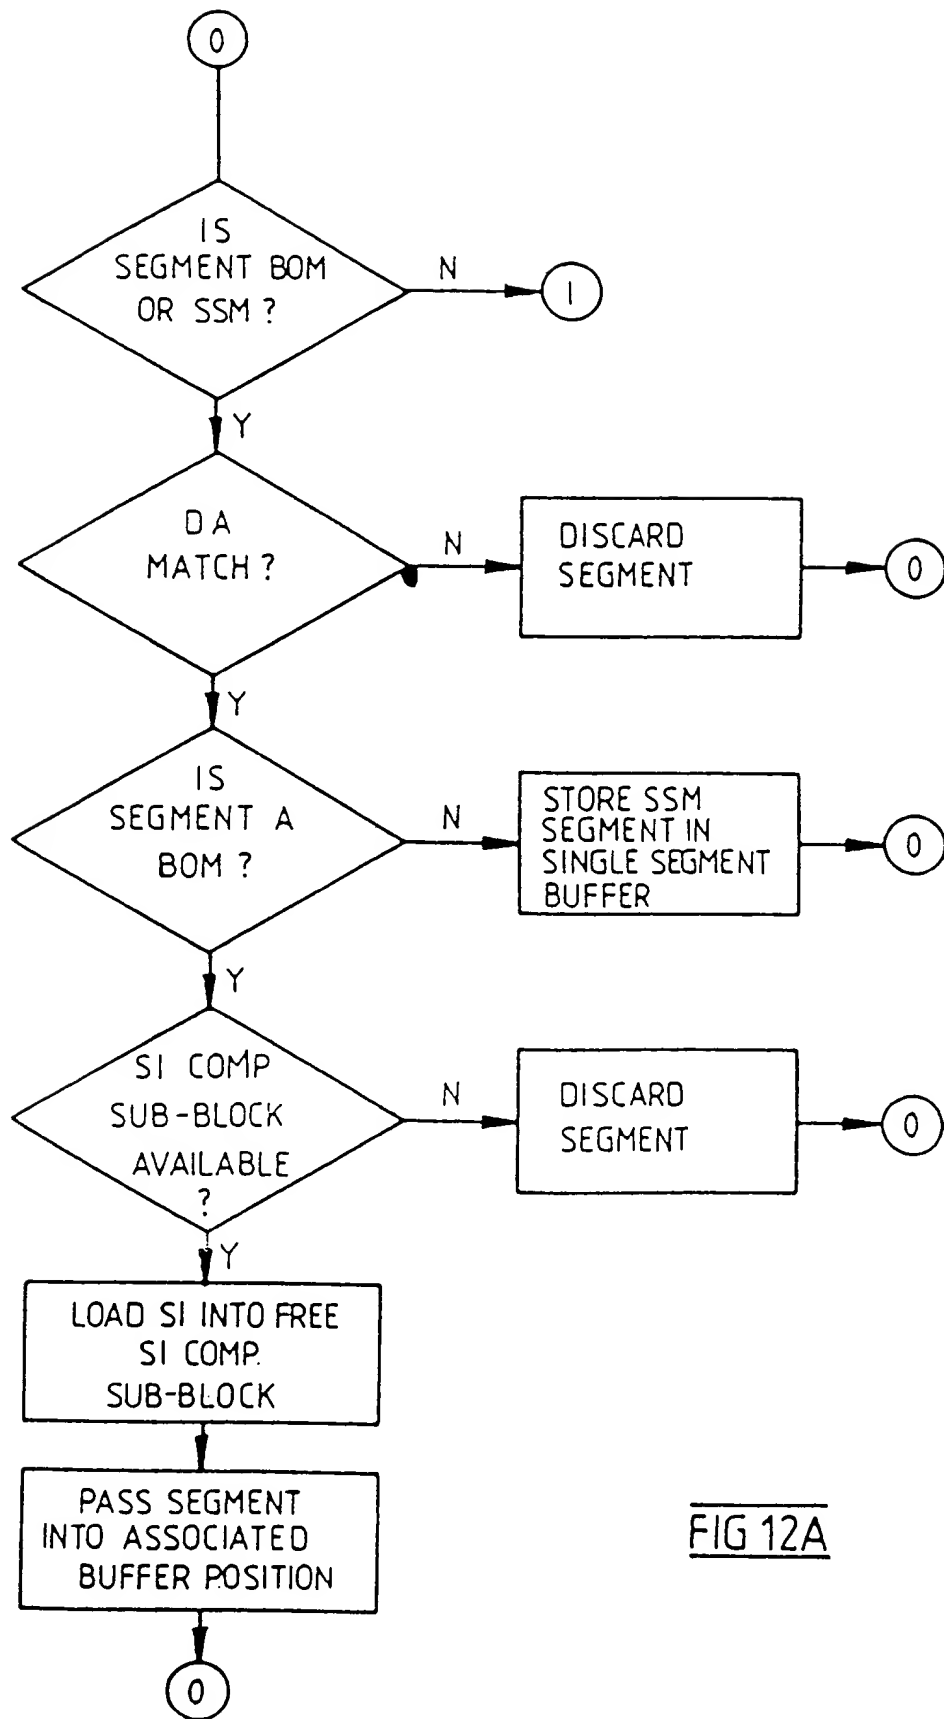 0
IS
SEGMENT BOM
OR SSM ?
N
1
Y
DA
MATCH ?
N
DISCARD
SEGMENT
0
Y
IS
SEGMENT A
BOM ?
N
STORE SSM
SEGMENT IN
SINGLE SEGMENT
BUFFER
0
Y
SI COMP
SUB-BLOCK
AVAILABLE
?
N
DISCARD
SEGMENT
0
Y
LOAD SI INTO FREE
SI COMP.
SUB-BLOCK
PASS SEGMENT
INTO ASSOCIATED
BUFFER POSITION
0
FIG 12A